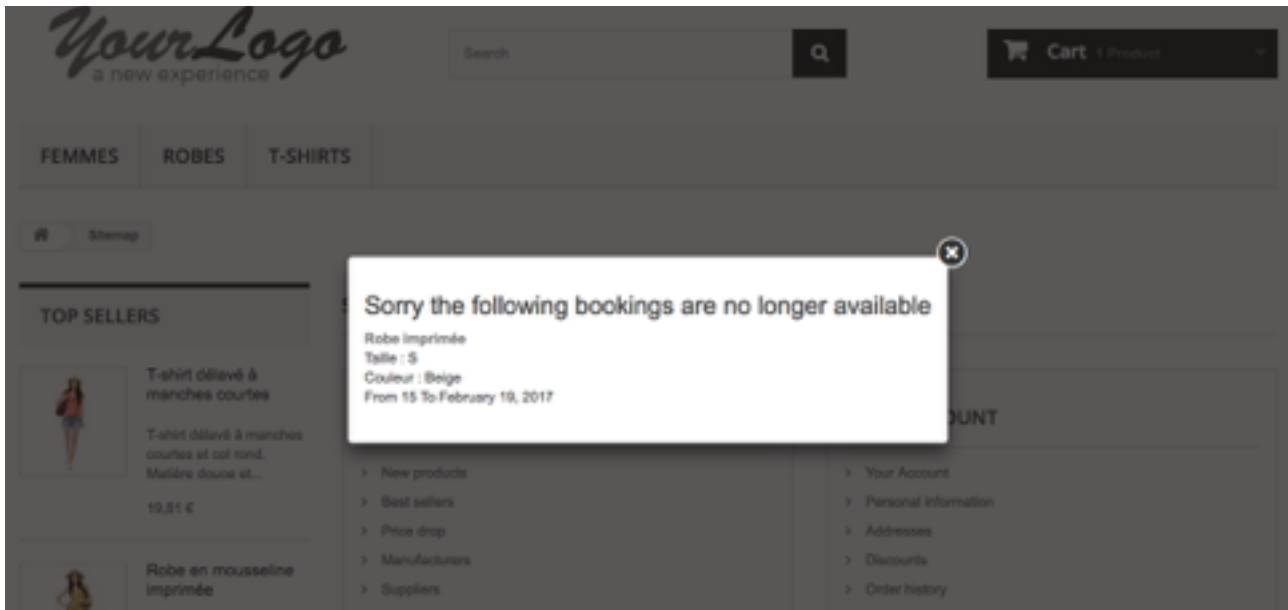 YourLogo
a new experience
Search
Cart 1 Product
FEMMES
ROBES
T-SHIRTS
Sitemap
TOP SELLERS
T-shirt délavé à
manches courtes
T-shirt délavé à manches
courtes et col rond.
Matière douce et...
19,81 €
Robe en mousseline
imprimée
Sorry the following bookings are no longer available
Robe imprimée
Taille : S
Couleur : Beige
From 15 To February 19, 2017
> New products
> Best sellers
> Price drop
> Manufacturers
> Suppliers
OUNT
> Your Account
> Personal information
> Addresses
> Discounts
> Order history